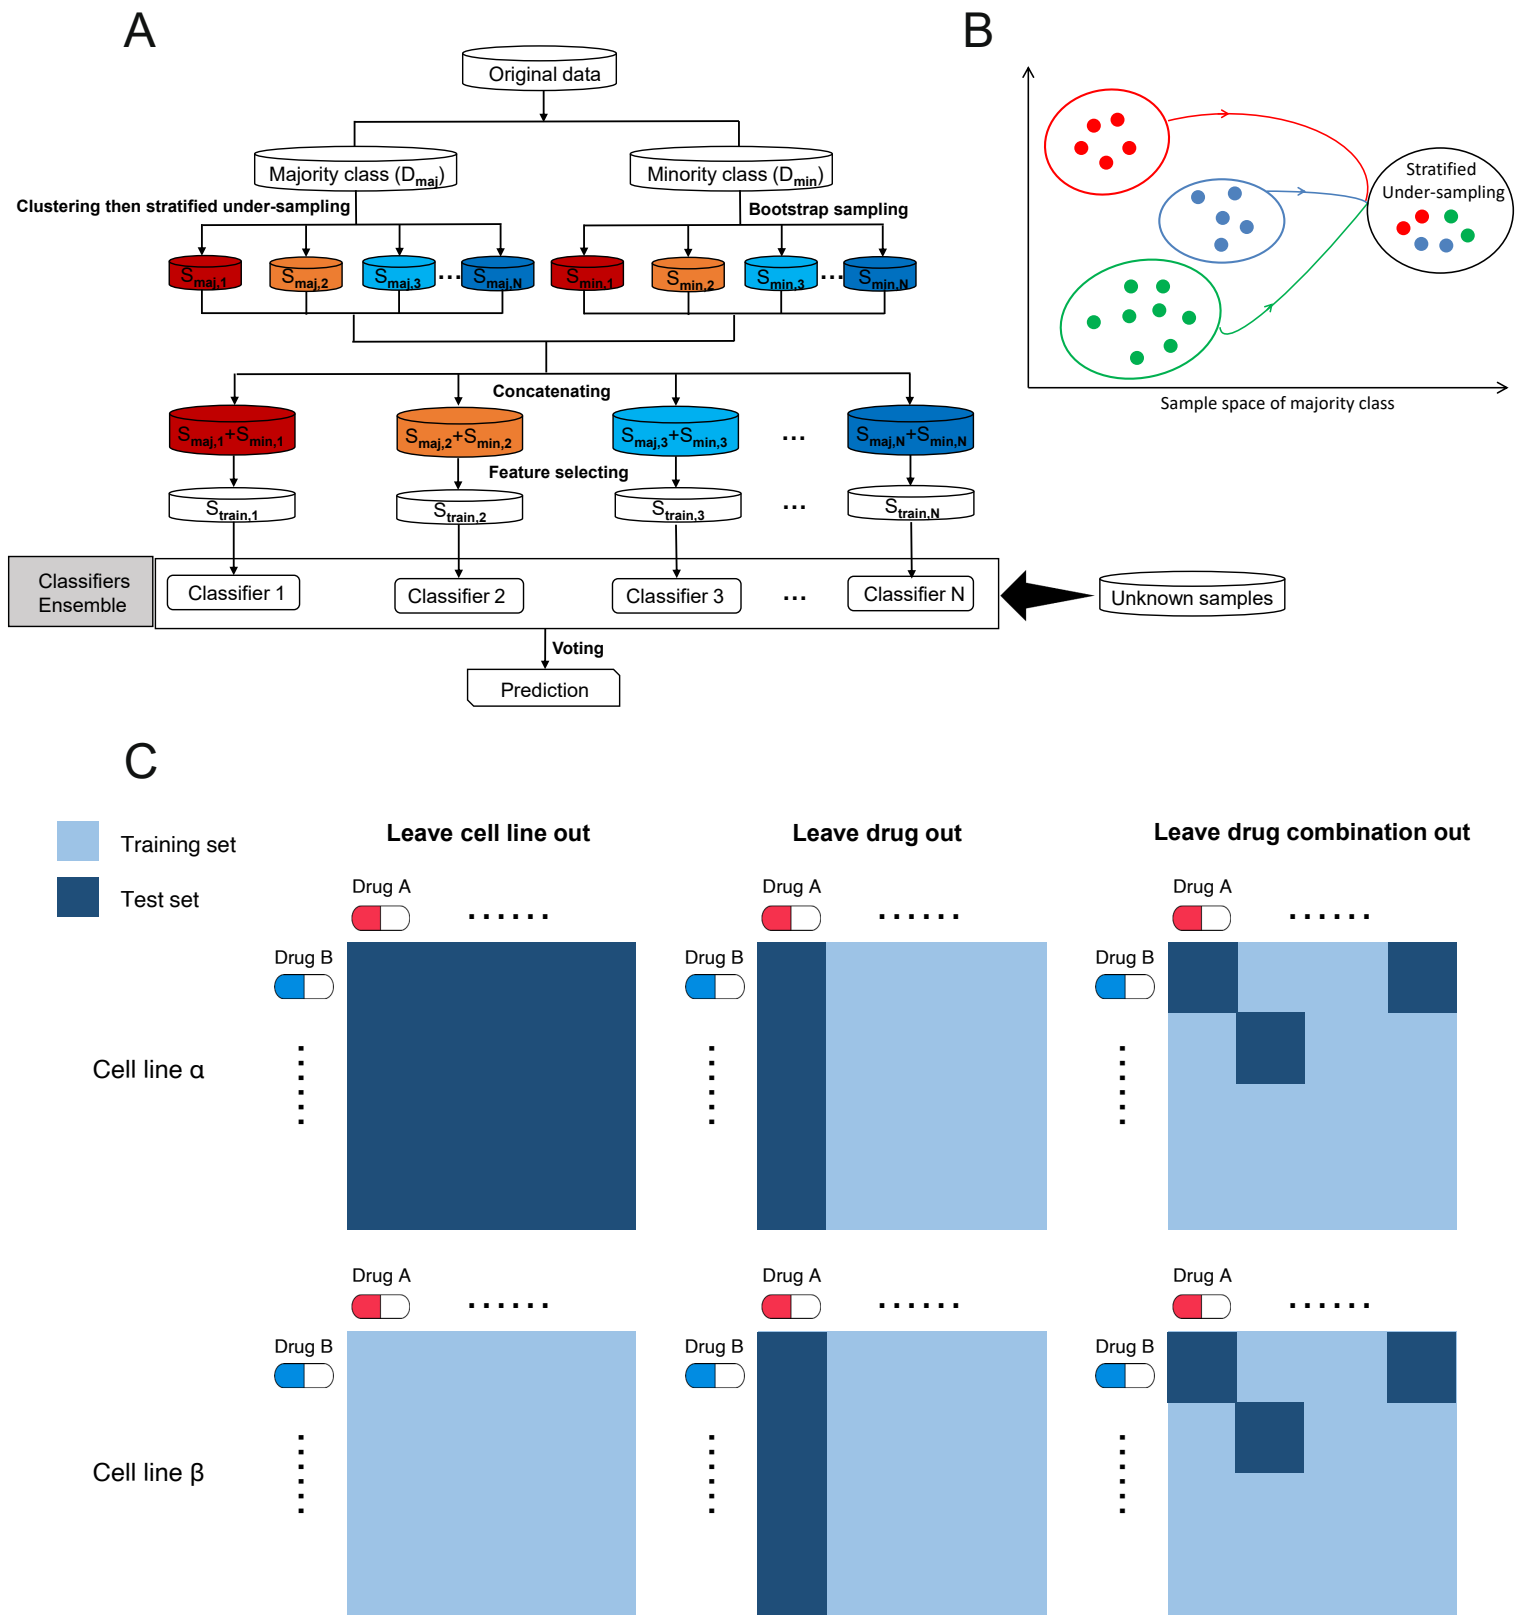 A
Original data
Majority class (Dmaj)
Minority class (Dmin)
Clustering then stratified under-sampling
Bootstrap sampling
Smaj,1
Smaj,2
Smaj,3
...
Smaj,N
Smin,1
Smin,2
Smin,3
...
Smin,N
Concatenating
Smaj,1+Smin,1
Smaj,2+Smin,2
Smaj,3+Smin,3
...
Smaj,N+Smin,N
Feature selecting
Strain,1
Strain,2
Strain,3
...
Strain,N
Classifiers
Ensemble
Classifier 1
Classifier 2
Classifier 3
...
Classifier N
Unknown samples
Voting
Prediction
B
Stratified
Under-sampling
Sample space of majority class
C
Training set
Test set
Leave cell line out
Leave drug out
Leave drug combination out
Drug A
......
Drug A
......
Drug A
......
Drug B
Drug B
Drug B
......
......
......
Cell line α
Drug A
......
Drug A
......
Drug A
......
Drug B
Drug B
Drug B
......
......
......
Cell line β